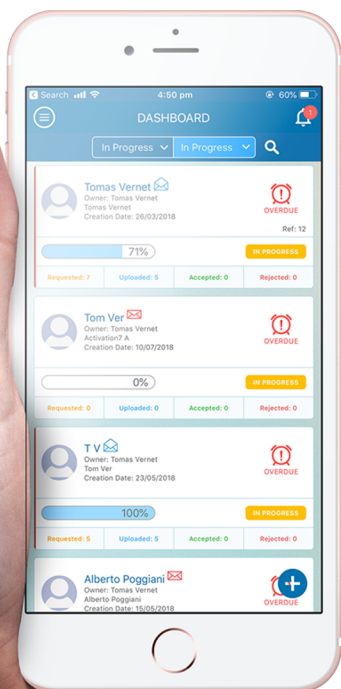 Search
4:50 pm
60%
DASHBOARD
1
In Progress
In Progress
Tomas Vernet
Owner: Tomas Vernet
Tomas Vernet
Creation Date: 26/03/2018
OVERDUE
Ref: 12
71%
IN PROGRESS
Requested: 7
Uploaded: 5
Accepted: 0
Rejected: 0
Tom Ver
Owner: Tomas Vernet
Activation7 A
Creation Date: 10/07/2018
OVERDUE
0%
IN PROGRESS
Requested: 0
Uploaded: 0
Accepted: 0
Rejected: 0
T V
Owner: Tomas Vernet
Tom Ver
Creation Date: 23/05/2018
OVERDUE
100%
IN PROGRESS
Requested: 5
Uploaded: 5
Accepted: 0
Rejected: 0
Alberto Poggiani
Owner: Tomas Vernet
Alberto Poggiani
Creation Date: 15/05/2018
OVERDUE